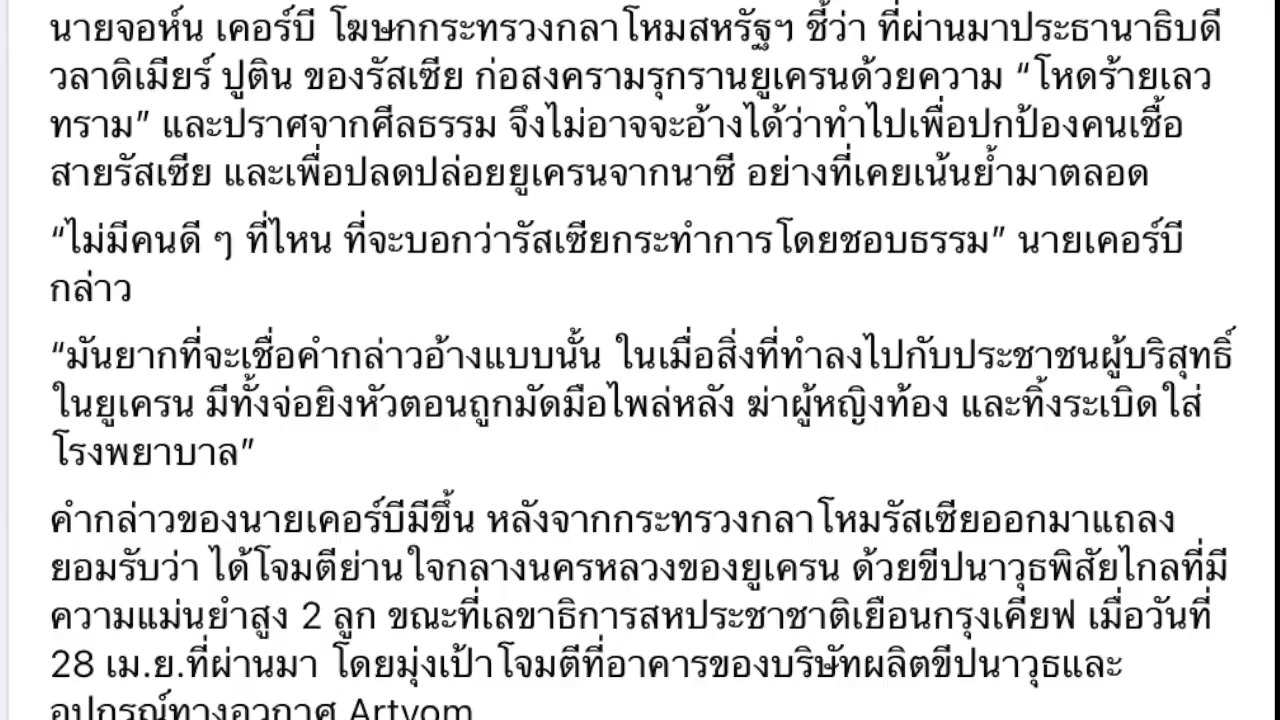 นายจอห์น เคอร์บี โฆษกกระทรวงกลาโหมสหรัฐฯ ชี้ว่า ที่ผ่านมาประธานาธิบดี
วลาดิเมียร์ ปูติน ของรัสเซีย ก่อสงครามรุกรานยูเครนด้วยความ “โหดร้ายเลว
ทราม” และปราศจากศีลธรรม จึงไม่อาจจะอ้างได้ว่าทำไปเพื่อปกป้องคนเชื้อ
สายรัสเซีย และเพื่อปลดปล่อยยูเครนจากนาซี อย่างที่เคยเน้นย้ำมาตลอด
“ไม่มีคนดี ๆ ที่ไหน ที่จะบอกว่ารัสเซียกระทำการโดยชอบธรรม” นายเคอร์บี
กล่าว
“มันยากที่จะเชื่อคำกล่าวอ้างแบบนั้น ในเมื่อสิ่งที่ทำลงไปกับประชาชนผู้บริสุทธิ์
ในยูเครน มีทั้งจ่อยิงหัวตอนถูกมัดมือไพล่หลัง ฆ่าผู้หญิงท้อง และทิ้งระเบิดใส่
โรงพยาบาล”
คำกล่าวของนายเคอร์บีมีขึ้น หลังจากกระทรวงกลาโหมรัสเซียออกมาแถลง
ยอมรับว่า ได้โจมตีย่านใจกลางนครหลวงของยูเครน ด้วยขีปนาวุธพิสัยไกลที่มี
ความแม่นยำสูง 2 ลูก ขณะที่เลขาธิการสหประชาชาติเยือนกรุงเคียฟ เมื่อวันที่
28 เม.ย.ที่ผ่านมา โดยมุ่งเป้าโจมตีที่อาคารของบริษัทผลิตขีปนาวุธและ
อุปกรณ์ทางอวกาศ Artyom